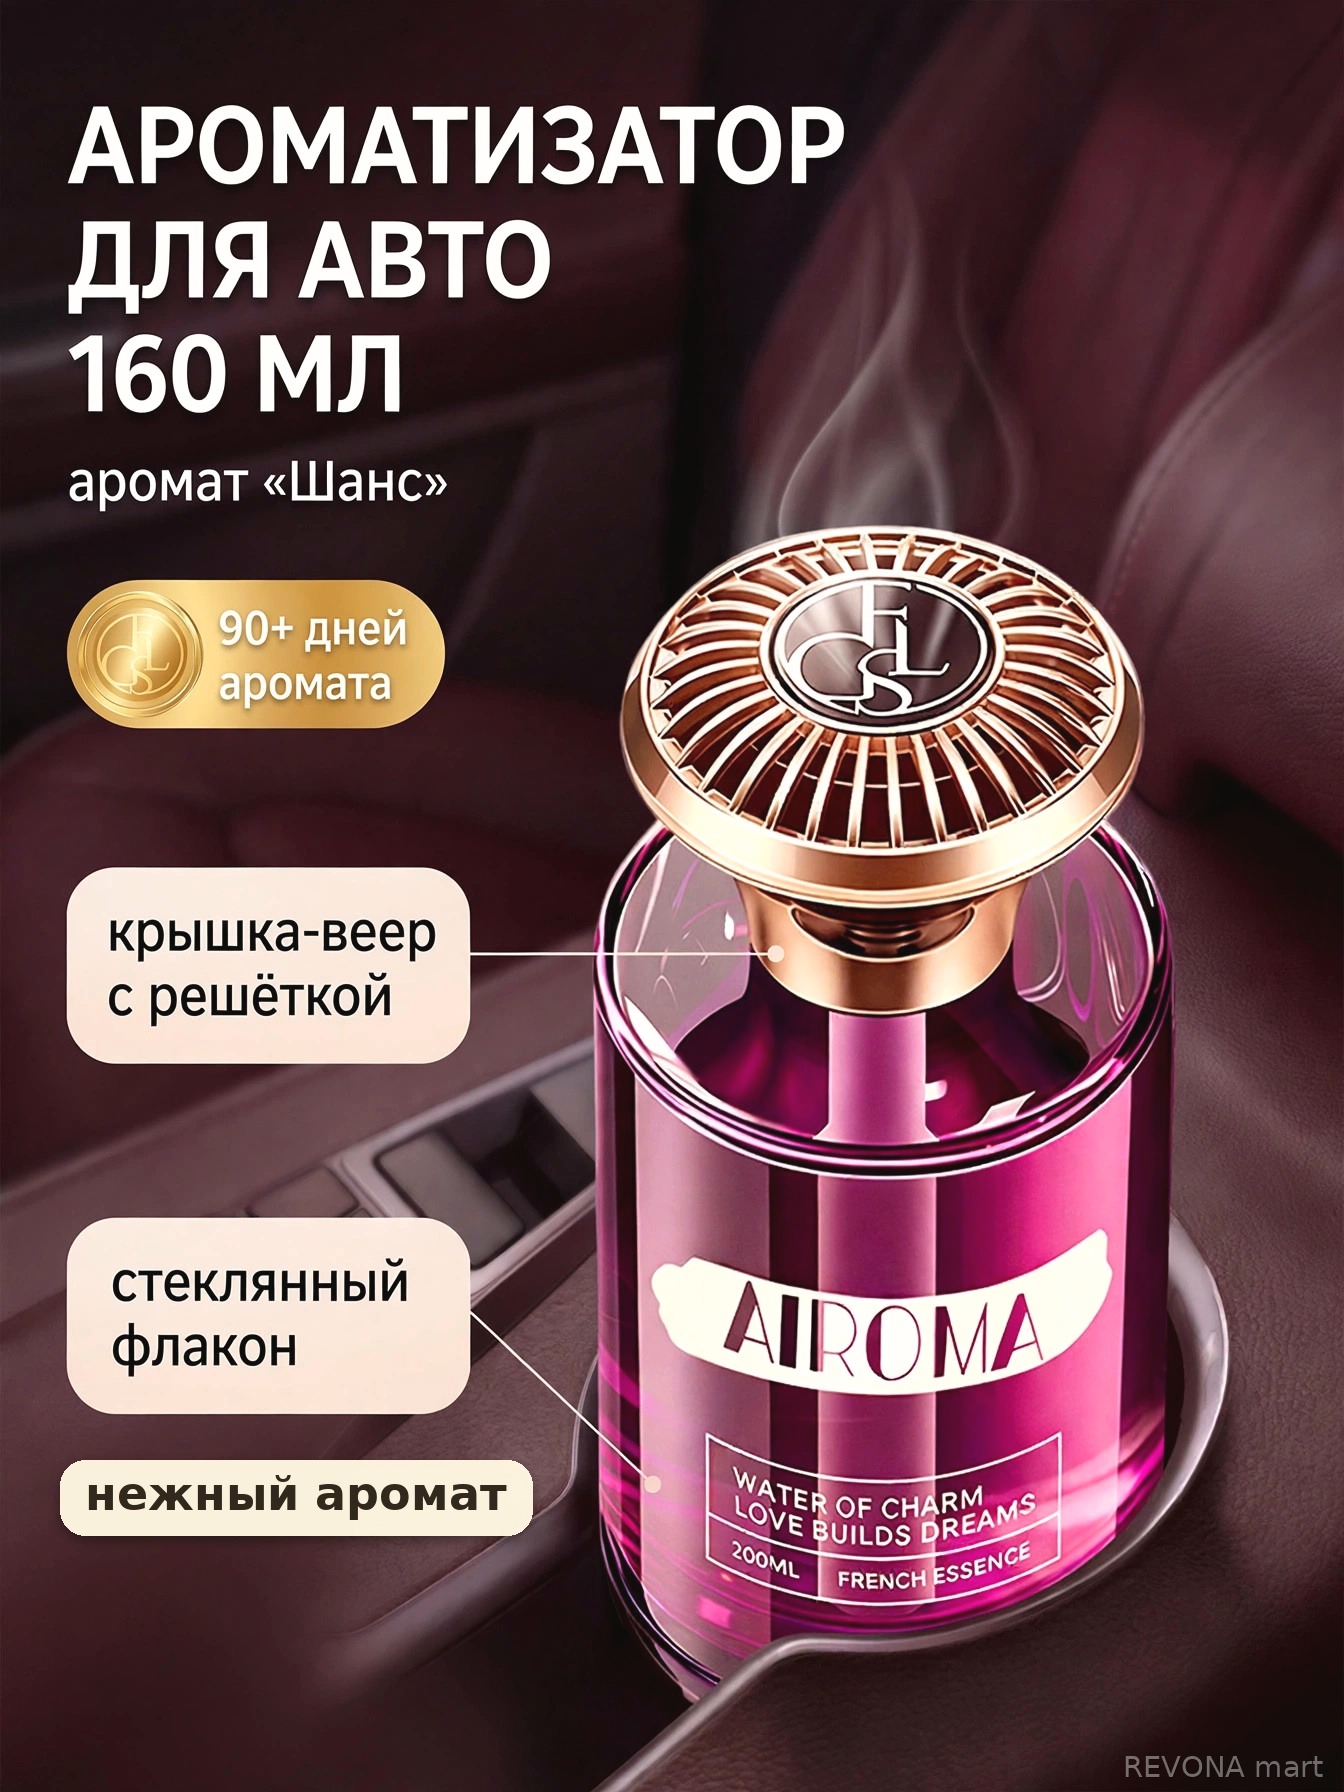 АРОМАТИЗАТОР
ДЛЯ АВТО
160 МЛ
аромат «Шанс»
90+ дней
аромата
крышка-веер
с решёткой
стеклянный
флакон
нежный аромат
AIROMA
WATER OF CHARM
LOVE BUILDS DREAMS
200ML FRENCH ESSENCE
REVONA mart